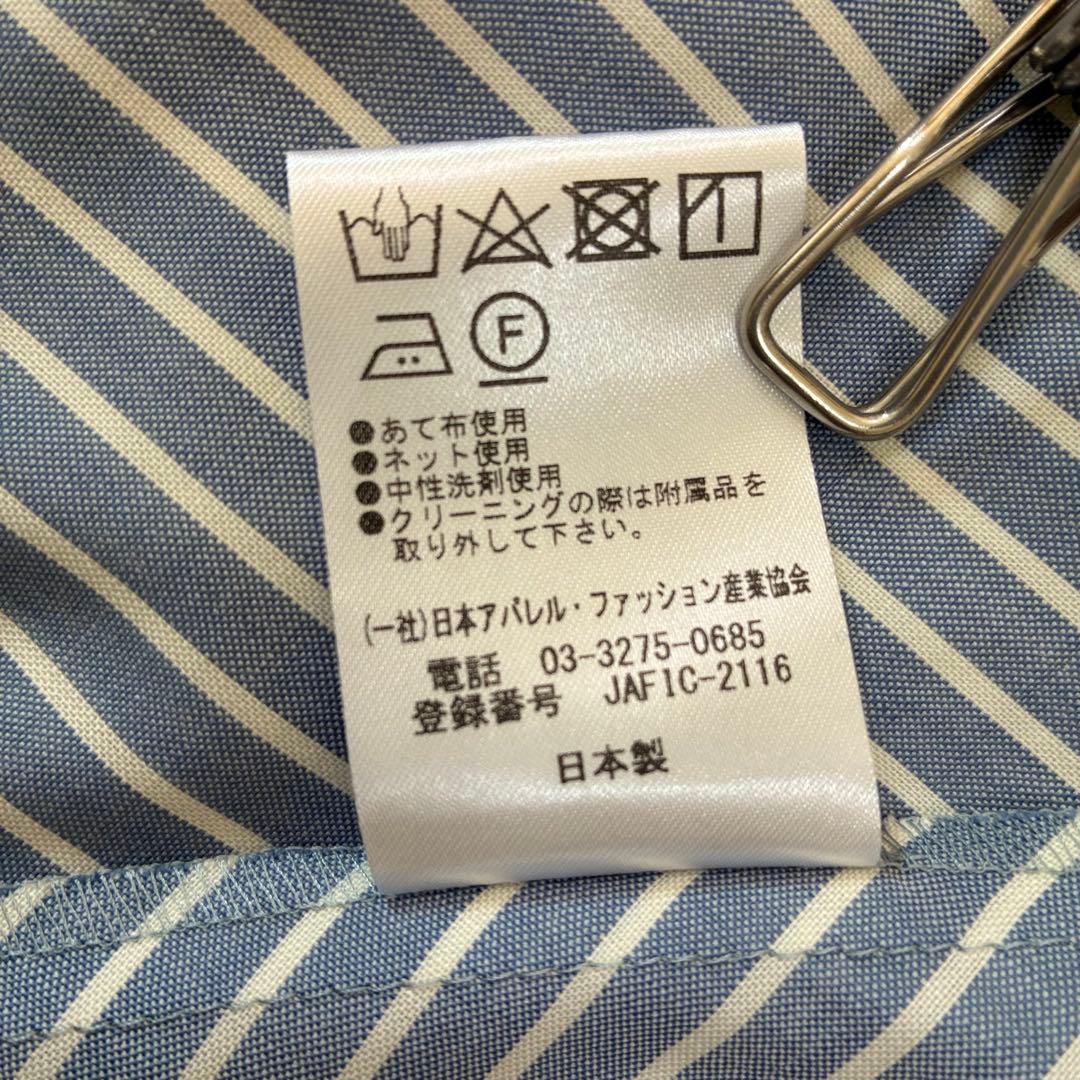 F
●あて布使用
●ネット使用
●中性洗剤使用
●クリーニングの際は附属品を
取り外して下さい。
(一社)日本アパレル・ファッション産業協会
電話 03-3275-0685
登録番号 JAFIC-2116
日本製